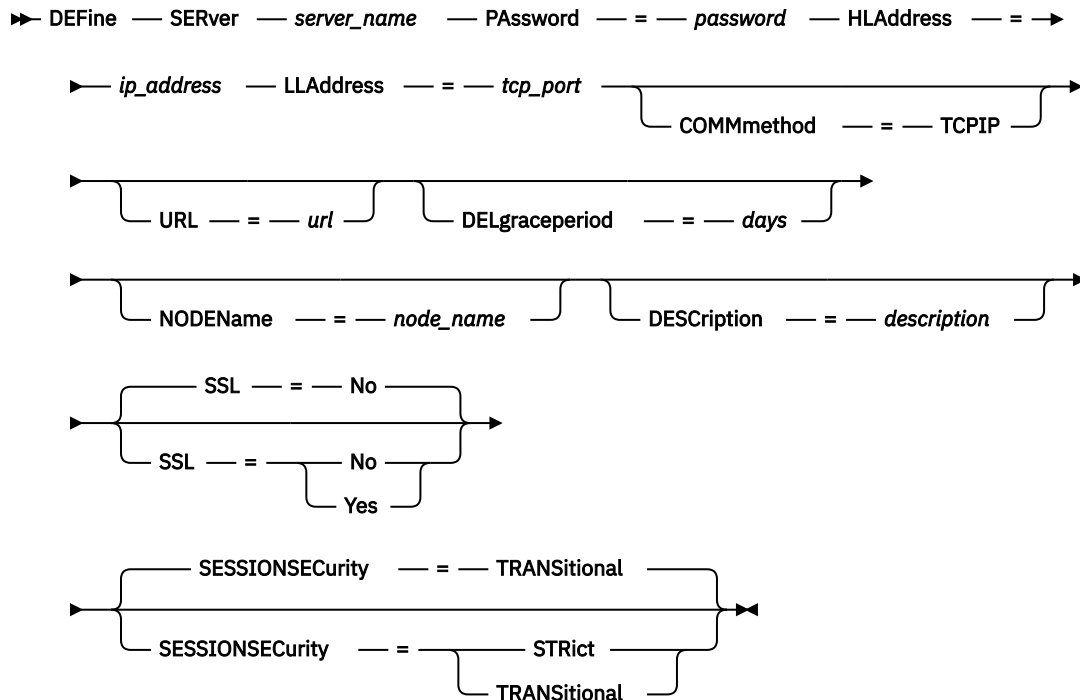 DEFine SERver server_name PAssword = password HLAddress =
ip_address LLAddress = tcp_port
COMMmethod = TCPIP
URL = url DELgraceperiod = days
NODEName = node_name DESCription = description
SSL = No
SSL = No
Yes
SESSIONSECurity = TRANSitional
SESSIONSECurity = STRict
TRANSitional